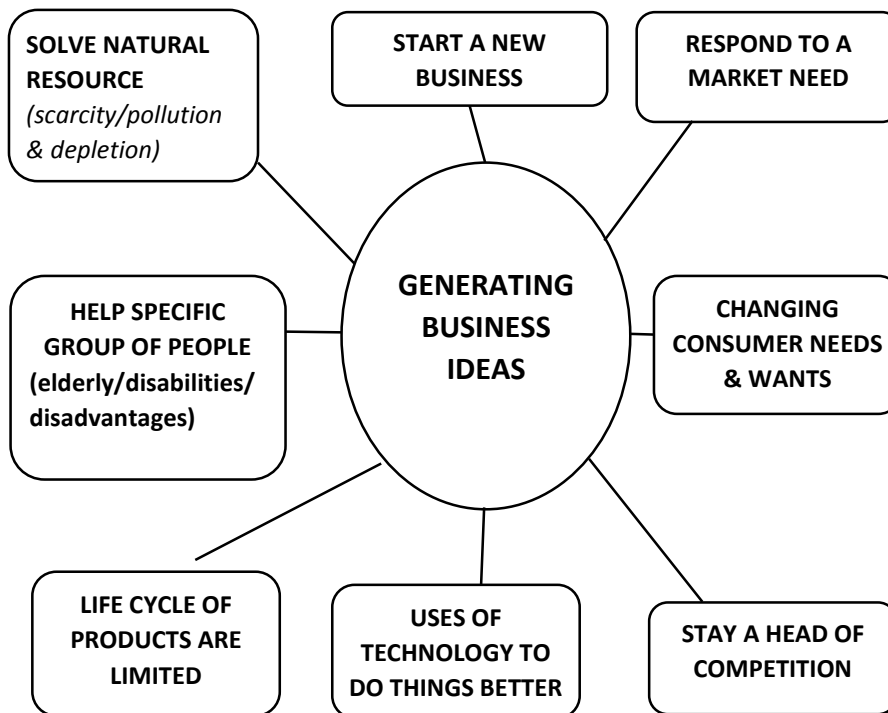 SOLVE NATURAL
RESOURCE
(scarcity/pollution
& depletion)
START A NEW
BUSINESS
RESPOND TO A
MARKET NEED
GENERATING
BUSINESS
IDEAS
HELP SPECIFIC
GROUP OF PEOPLE
(elderly/disabilities/
disadvantages)
CHANGING
CONSUMER NEEDS
& WANTS
LIFE CYCLE OF
PRODUCTS ARE
LIMITED
USES OF
TECHNOLOGY TO
DO THINGS BETTER
STAY A HEAD OF
COMPETITION